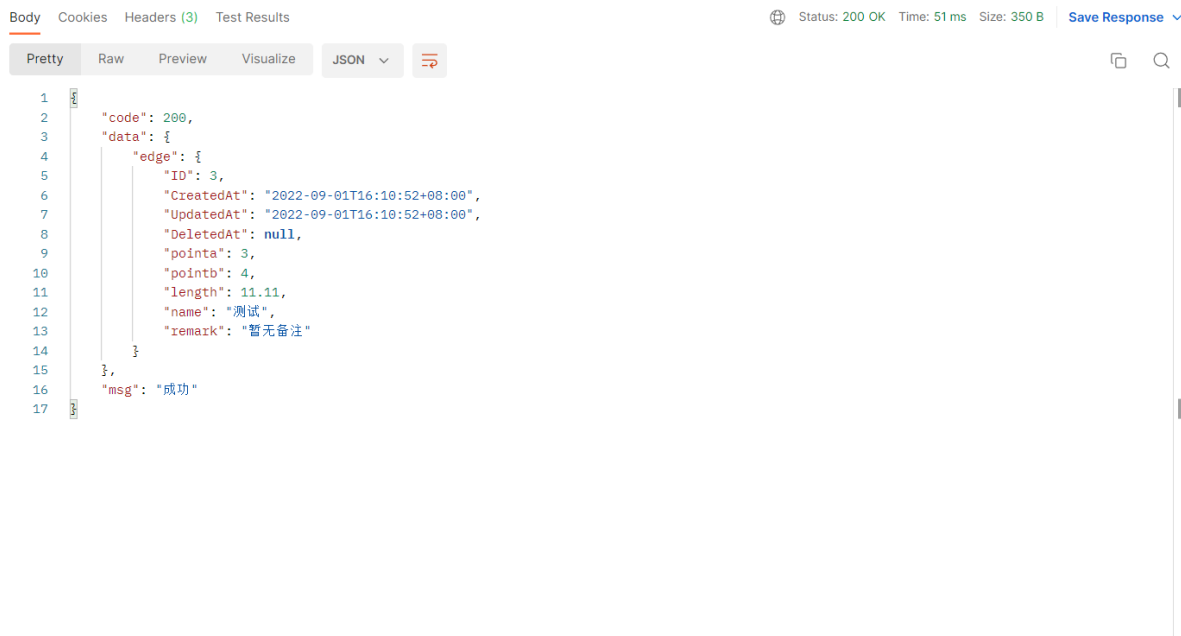 Body Cookies Headers (3) Test Results Status: 200 OK Time: 51 ms Size: 350 B Save Response
Pretty Raw Preview Visualize JSON
1 {
2 "code": 200,
3 "data": {
4 "edge": {
5 "ID": 3,
6 "CreatedAt": "2022-09-01T16:10:52+08:00",
7 "UpdatedAt": "2022-09-01T16:10:52+08:00",
8 "DeletedAt": null,
9 "pointa": 3,
10 "pointb": 4,
11 "length": 11.11,
12 "name": "测试",
13 "remark": "暂无备注"
14 }
15 },
16 "msg": "成功"
17 }